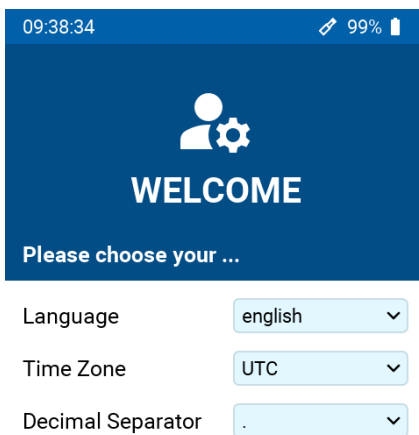 09:38:34 99%
WELCOME
Please choose your ...
Language english
Time Zone UTC
Decimal Separator .